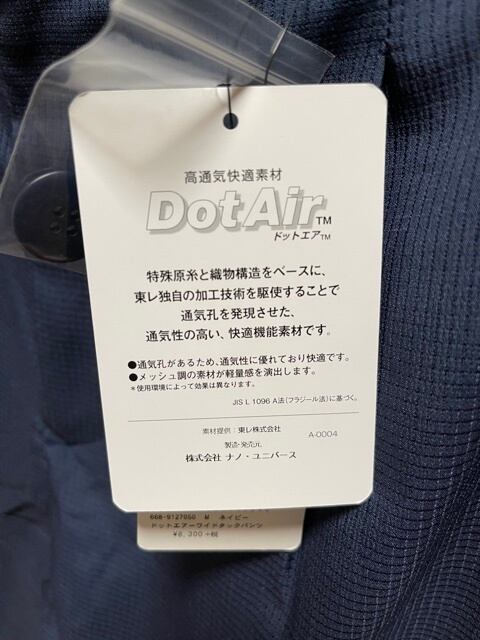 高通気快適素材
DotAir™
ドットエア™
特殊原糸と織物構造をベースに、
東レ独自の加工技術を駆使することで
通気孔を発現させた、
通気性の高い、快適機能素材です。
●通気孔があるため、通気性に優れており快適です。
●メッシュ調の素材が軽量感を演出します。
＊使用環境によって効果は異なります。
JIS L 1096 A法(フラジール法)に基づく。
素材提供：東レ株式会社
A-0004
製造・発売元
株式会社 ナノ・ユニバース
668-9127050 M ネイビー
ドットエアーワイドタックパンツ
¥8,300+税